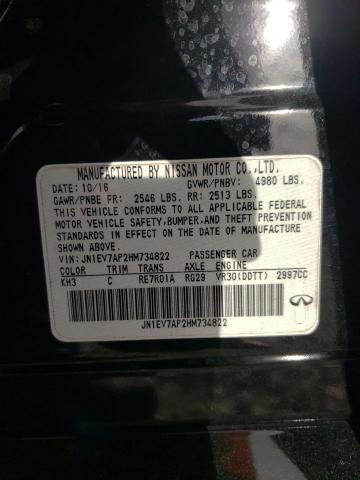 MANUFACTURED BY NISSAN MOTOR CO.,LTD.
DATE: 10/16 GVWR/PNBV: 4980 LBS.
GAWR/PNBE FR: 2546 LBS. RR: 2513 LBS.
THIS VEHICLE CONFORMS TO ALL APPLICABLE FEDERAL
MOTOR VEHICLE SAFETY,BUMPER,AND THEFT PREVENTION
STANDARDS IN EFFECT ON THE DATE OF MANUFACTURE
SHOWN ABOVE.
VIN: JN1EV7AP2HM734822 PASSENGER CAR
COLOR TRIM TRANS AXLE ENGINE
KH3 C RE7R01A RG29 VR30(DDTT) 2997CC
JN1EV7AP2HM734822